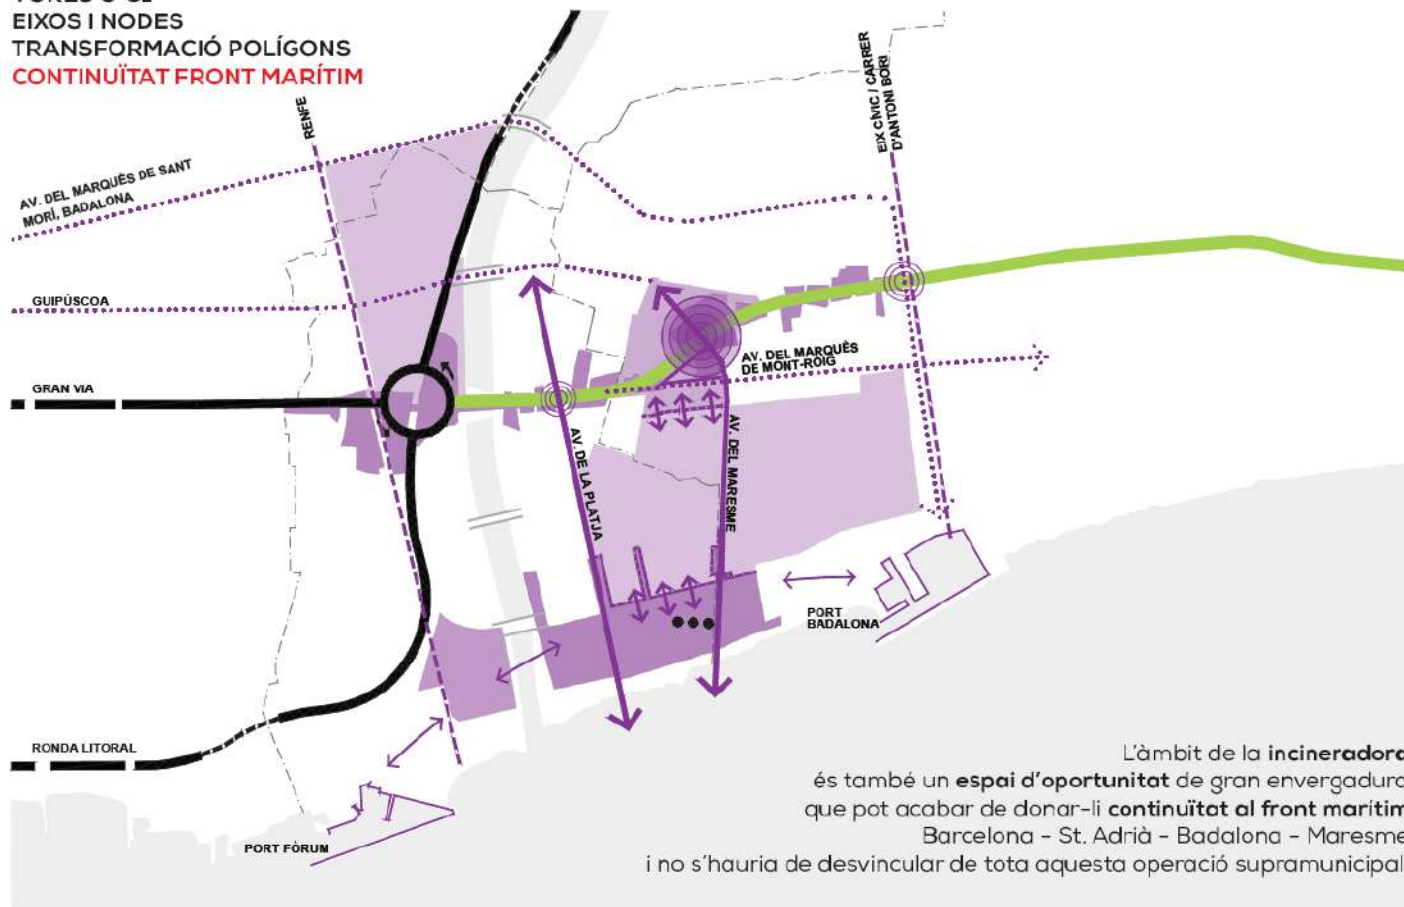 EIXOS I NODES
TRANSFORMACIÓ POLÍGONS
CONTINUÏTAT FRONT MARÍTIM
RENFE
EIX CÍVIC / CARRER
D'ANTONI BORI
AV. DEL MARQUÈS DE SANT
MORÍ, BADALONA
GUIPÚSCOA
GRAN VIA
AV. DEL MARQUÈS
DE MONT-ROIG
AV. DE LA PLATJA
AV. DEL MARESME
PORT
BADALONA
RONDA LITORAL
PORT FÒRUM
L'àmbit de la incineradora
és també un espai d'oportunitat de gran envergadura
que pot acabar de donar-li continuïtat al front marítim
Barcelona - St. Adrià - Badalona - Maresme
i no s'hauria de desvincular de tota aquesta operació supramunicipal